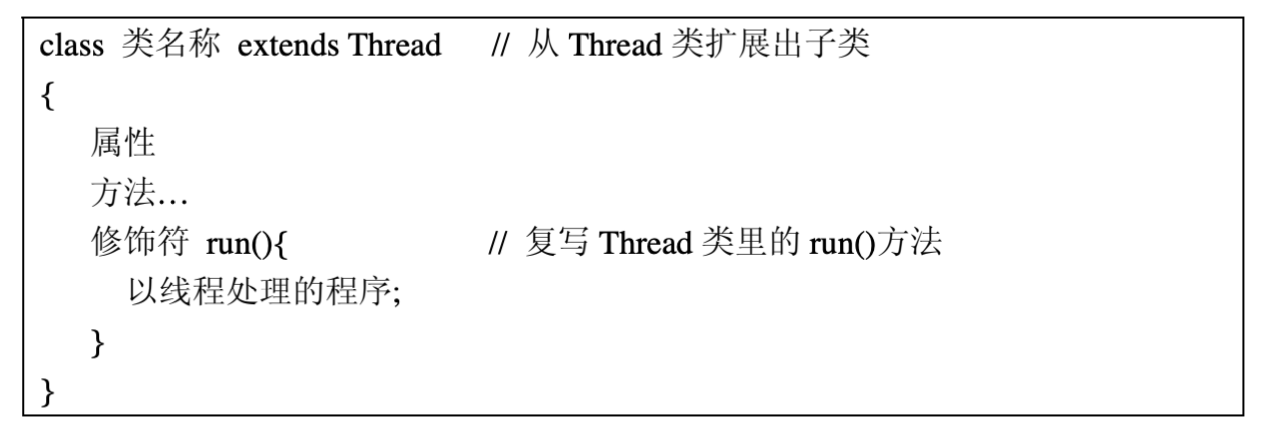 class 类名称 extends Thread // 从 Thread 类扩展出子类
{
属性
方法…
修饰符 run(){ // 复写 Thread 类里的 run()方法
以线程处理的程序;
}
}